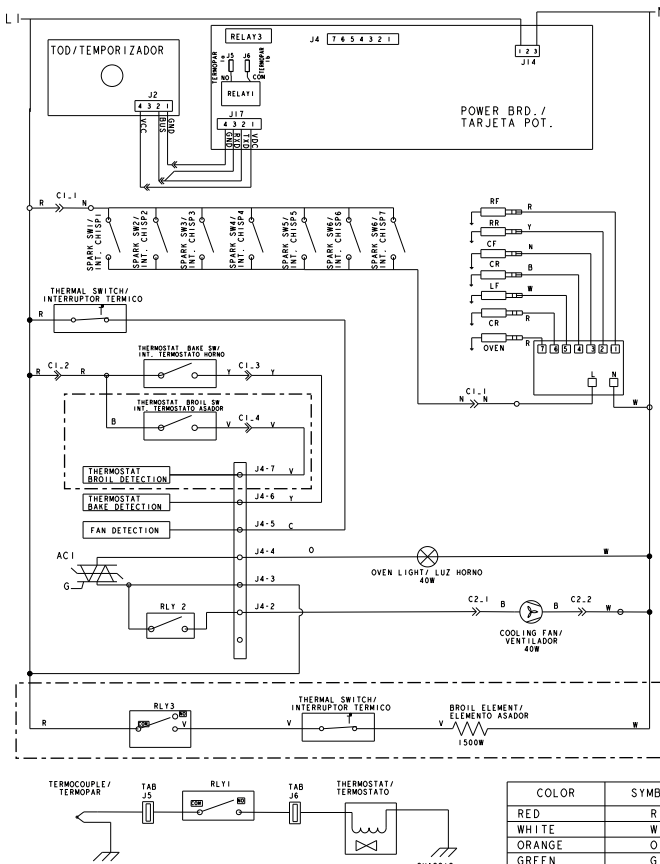 L1
N
TOD/TEMPORIZADOR
J2
4 3 2 1
VCC
BUS
GND
RELAY3
J4 7 6 5 4 3 2 1
TERMOPAR
J5
J6
TERMOPAR
NO
COM
RELAY1
J17
4 3 2 1
GND
RXD
TXD
VDC
1 2 3
J14
POWER BRD./
TARJETA POT.
R C1_1 N
SPARK SW1/
INT. CHISP1
SPARK SW2/
INT. CHISP2
SPARK SW3/
INT. CHISP3
SPARK SW4/
INT. CHISP4
SPARK SW5/
INT. CHISP5
SPARK SW6/
INT. CHISP6
SPARK SW6/
INT. CHISP7
RF R
RR Y
CF N
CR B
LF W
CR R
OVEN R
7 6 5 4 3 2 1
L N
C1_1
N N
W
THERMAL SWITCH/
INTERRUPTOR TERMICO
R
THERMOSTAT BAKE SW/
INT. TERMOSTATO HORNO
R C1_2 R
Y C1_3 Y
THERMOSTAT BROIL SW
INT. TERMOSTATO ASADOR
B
V C1_4 V
THERMOSTAT
BROIL DETECTION
J4-7 V
THERMOSTAT
BAKE DETECTION
J4-6 Y
FAN DETECTION
J4-5 C
AC1
G
J4-4 O
W
OVEN LIGHT/ LUZ HORNO
40W
J4-3
RLY 2
J4-2
C2_1 B
B C2_2 W
COOLING FAN/
VENTILADOR
40W
R
RLY3
COM
NO
V
V
THERMAL SWITCH/
INTERRUPTOR TERMICO
V
BROIL ELEMENT/
ELEMENTO ASADOR
1500W
W
TERMOCOUPLE/
TERMOPAR
TAB
J5
RLY1
COM NO
TAB
J6
THERMOSTAT/
TERMOSTATO
COLOR SYMB
RED R
WHITE W
ORANGE O
GREEN G